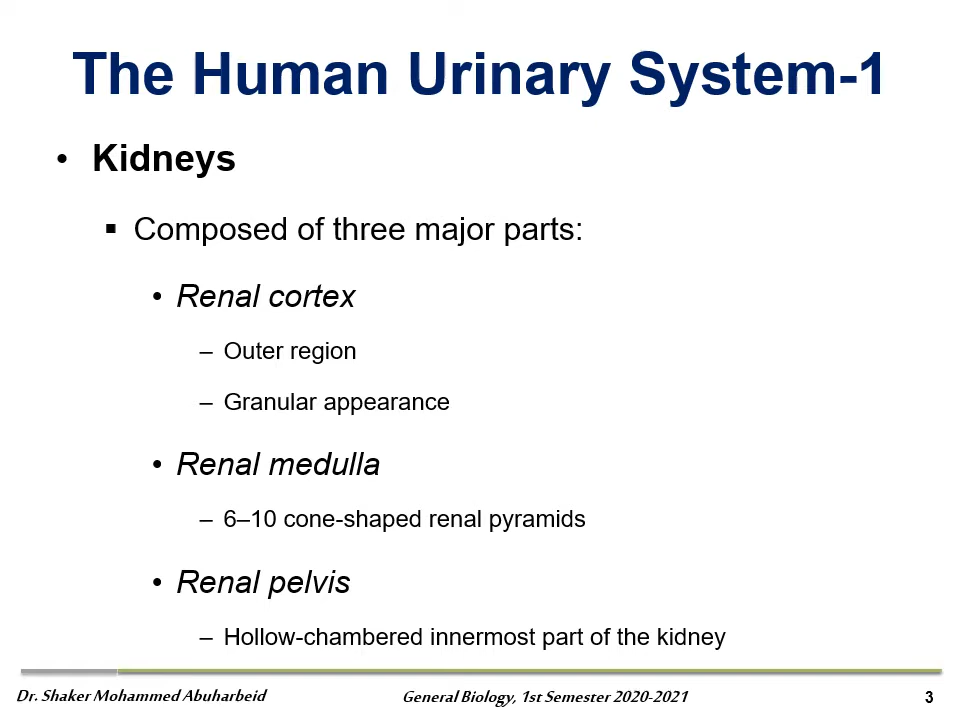 The Human Urinary System-1
• Kidneys
▪ Composed of three major parts:
• Renal cortex
– Outer region
– Granular appearance
• Renal medulla
– 6–10 cone-shaped renal pyramids
• Renal pelvis
– Hollow-chambered innermost part of the kidney
Dr. Shaker Mohammed Abuharbeid General Biology, 1st Semester 2020-2021 3